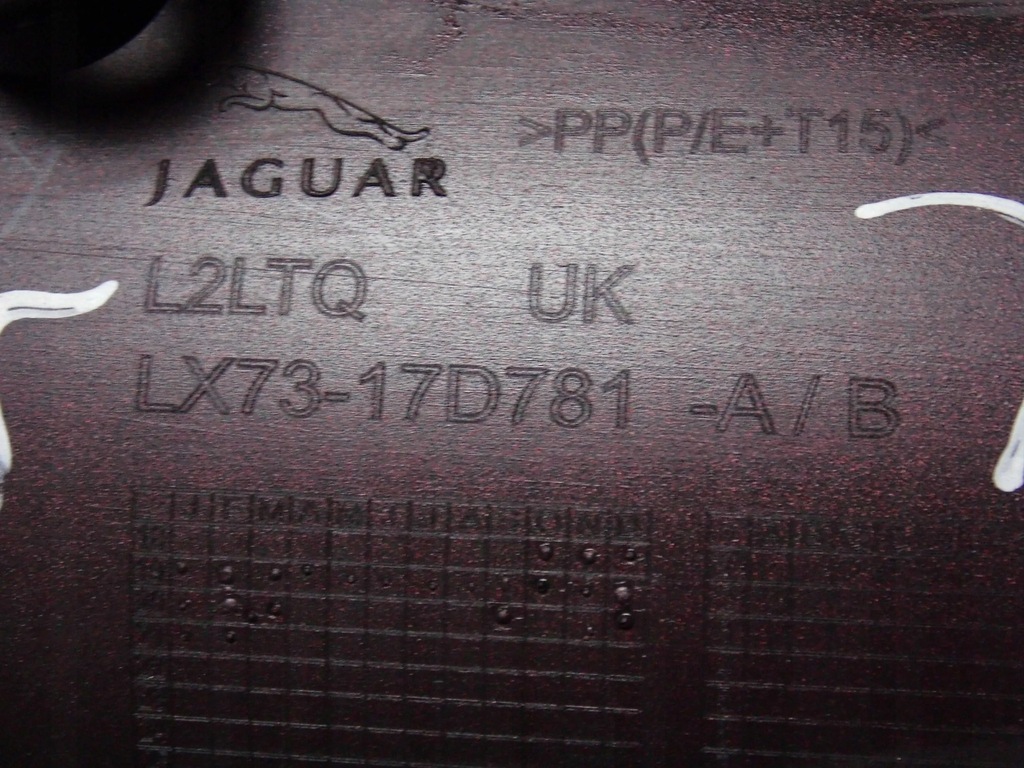 JAGUAR >PP(P/E+T15)<
L2LTQ UK
LX73-17D781 -A / B
J F M A M J J A S O N D